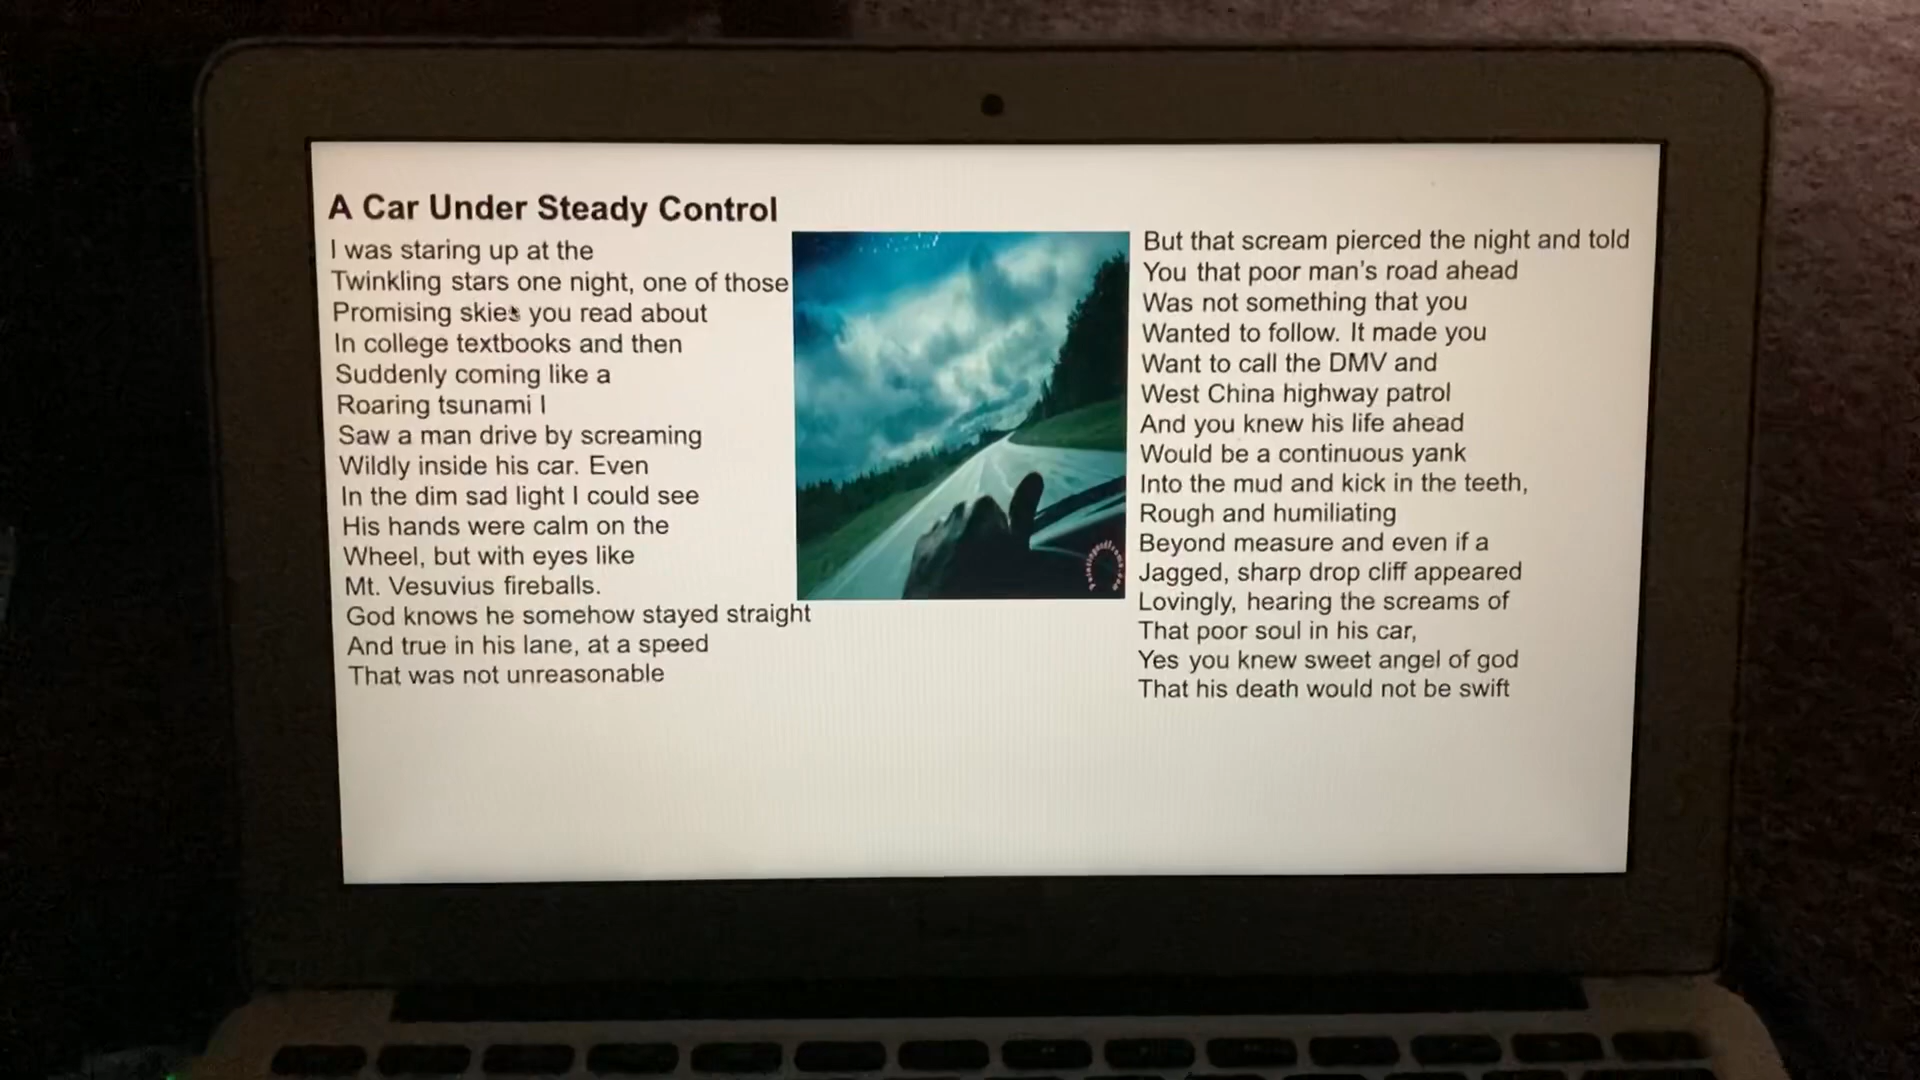 A Car Under Steady Control
I was staring up at the
Twinkling stars one night, one of those
Promising skies you read about
In college textbooks and then
Suddenly coming like a
Roaring tsunami I
Saw a man drive by screaming
Wildly inside his car. Even
In the dim sad light I could see
His hands were calm on the
Wheel, but with eyes like
Mt. Vesuvius fireballs.
God knows he somehow stayed straight
And true in his lane, at a speed
That was not unreasonable
But that scream pierced the night and told
You that poor man's road ahead
Was not something that you
Wanted to follow. It made you
Want to call the DMV and
West China highway patrol
And you knew his life ahead
Would be a continuous yank
Into the mud and kick in the teeth,
Rough and humiliating
Beyond measure and even if a
Jagged, sharp drop cliff appeared
Lovingly, hearing the screams of
That poor soul in his car,
Yes you knew sweet angel of god
That his death would not be swift